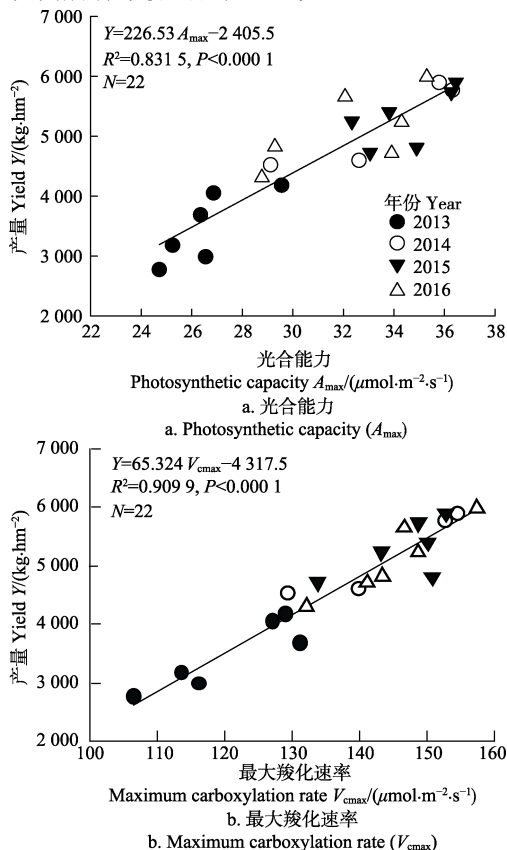 7 000
Y=226.53 Amax−2 405.5
R²=0.831 5, P<0.000 1
N=22
6 000
5 000
4 000
3 000
2 000
产量 Yield Y/(kg·hm⁻²)
年份 Year
2013
2014
2015
2016
22 24 26 28 30 32 34 36 38
光合能力
Photosynthetic capacity Amax/(μmol·m⁻²·s⁻¹)
a. 光合能力
a. Photosynthetic capacity (Amax)
7 000
Y=65.324 Vcmax−4 317.5
R²=0.909 9, P<0.000 1
N=22
6 000
5 000
4 000
3 000
2 000
产量 Yield Y/(kg·hm⁻²)
100 110 120 130 140 150 160
最大羧化速率
Maximum carboxylation rate Vcmax/(μmol·m⁻²·s⁻¹)
b. 最大羧化速率
b. Maximum carboxylation rate (Vcmax)